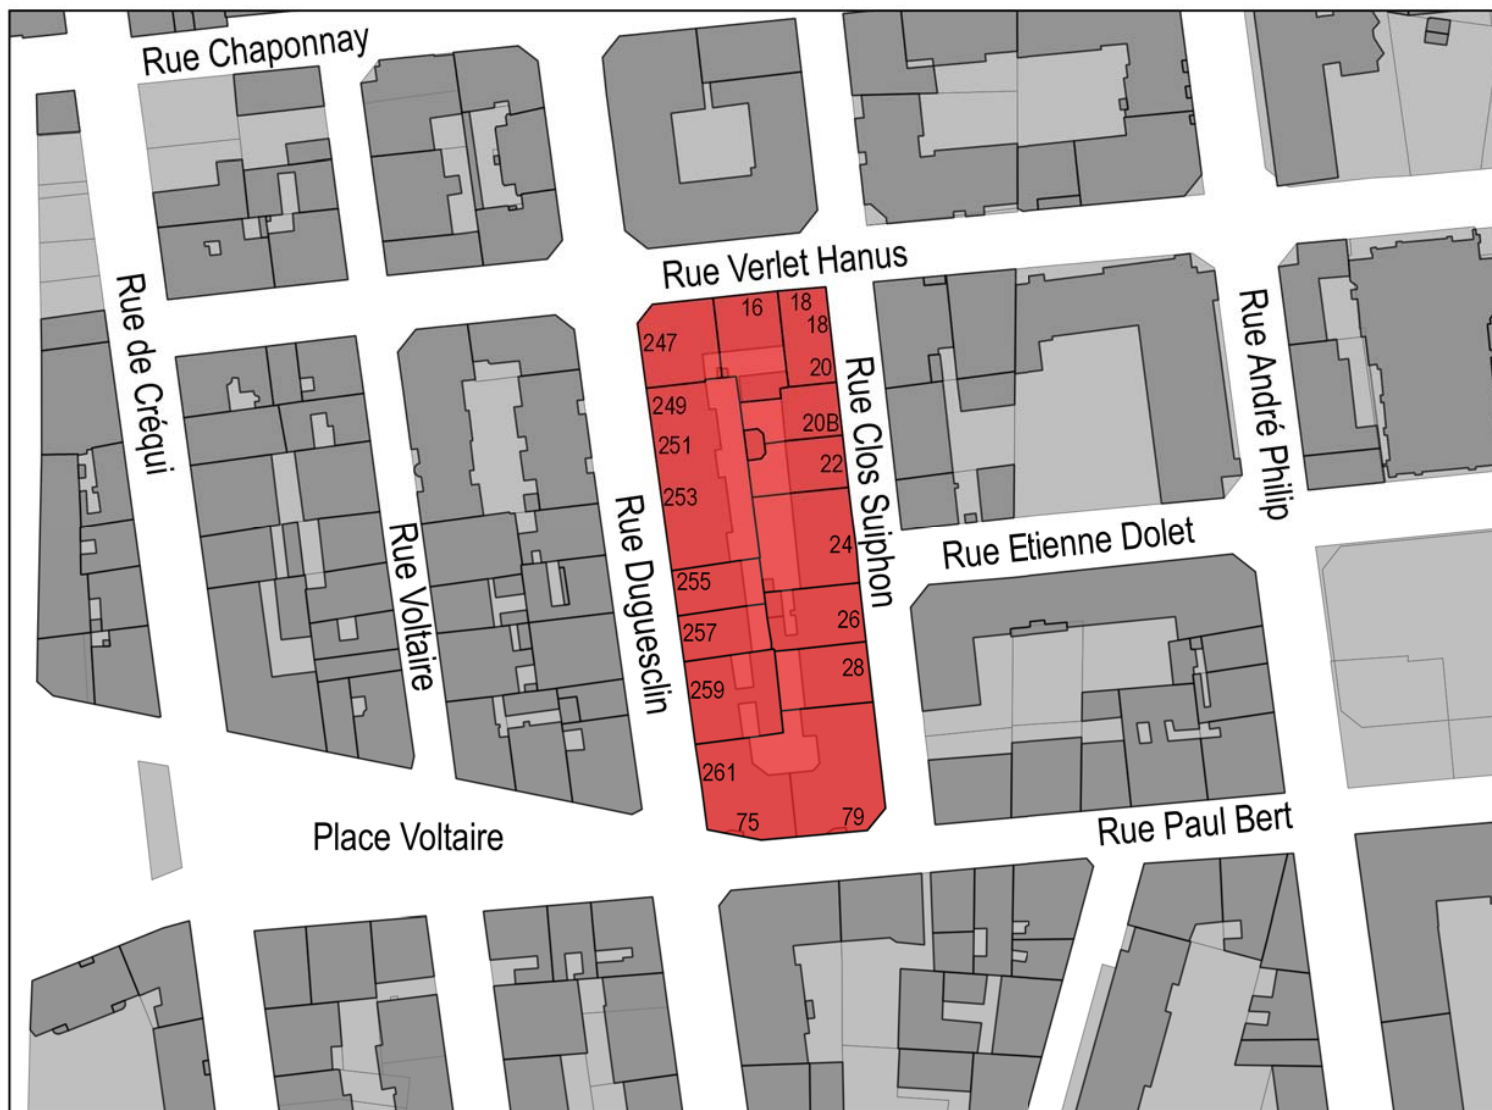 Rue Chaponnay
Rue Verlet Hanus
Rue de Créqui
Rue André Philip
16
18
18
247
20
Rue Clos Suiphon
249
20B
251
22
253
Rue Duguesclin
Rue Voltaire
24
Rue Etienne Dolet
255
26
257
28
259
261
75
79
Place Voltaire
Rue Paul Bert